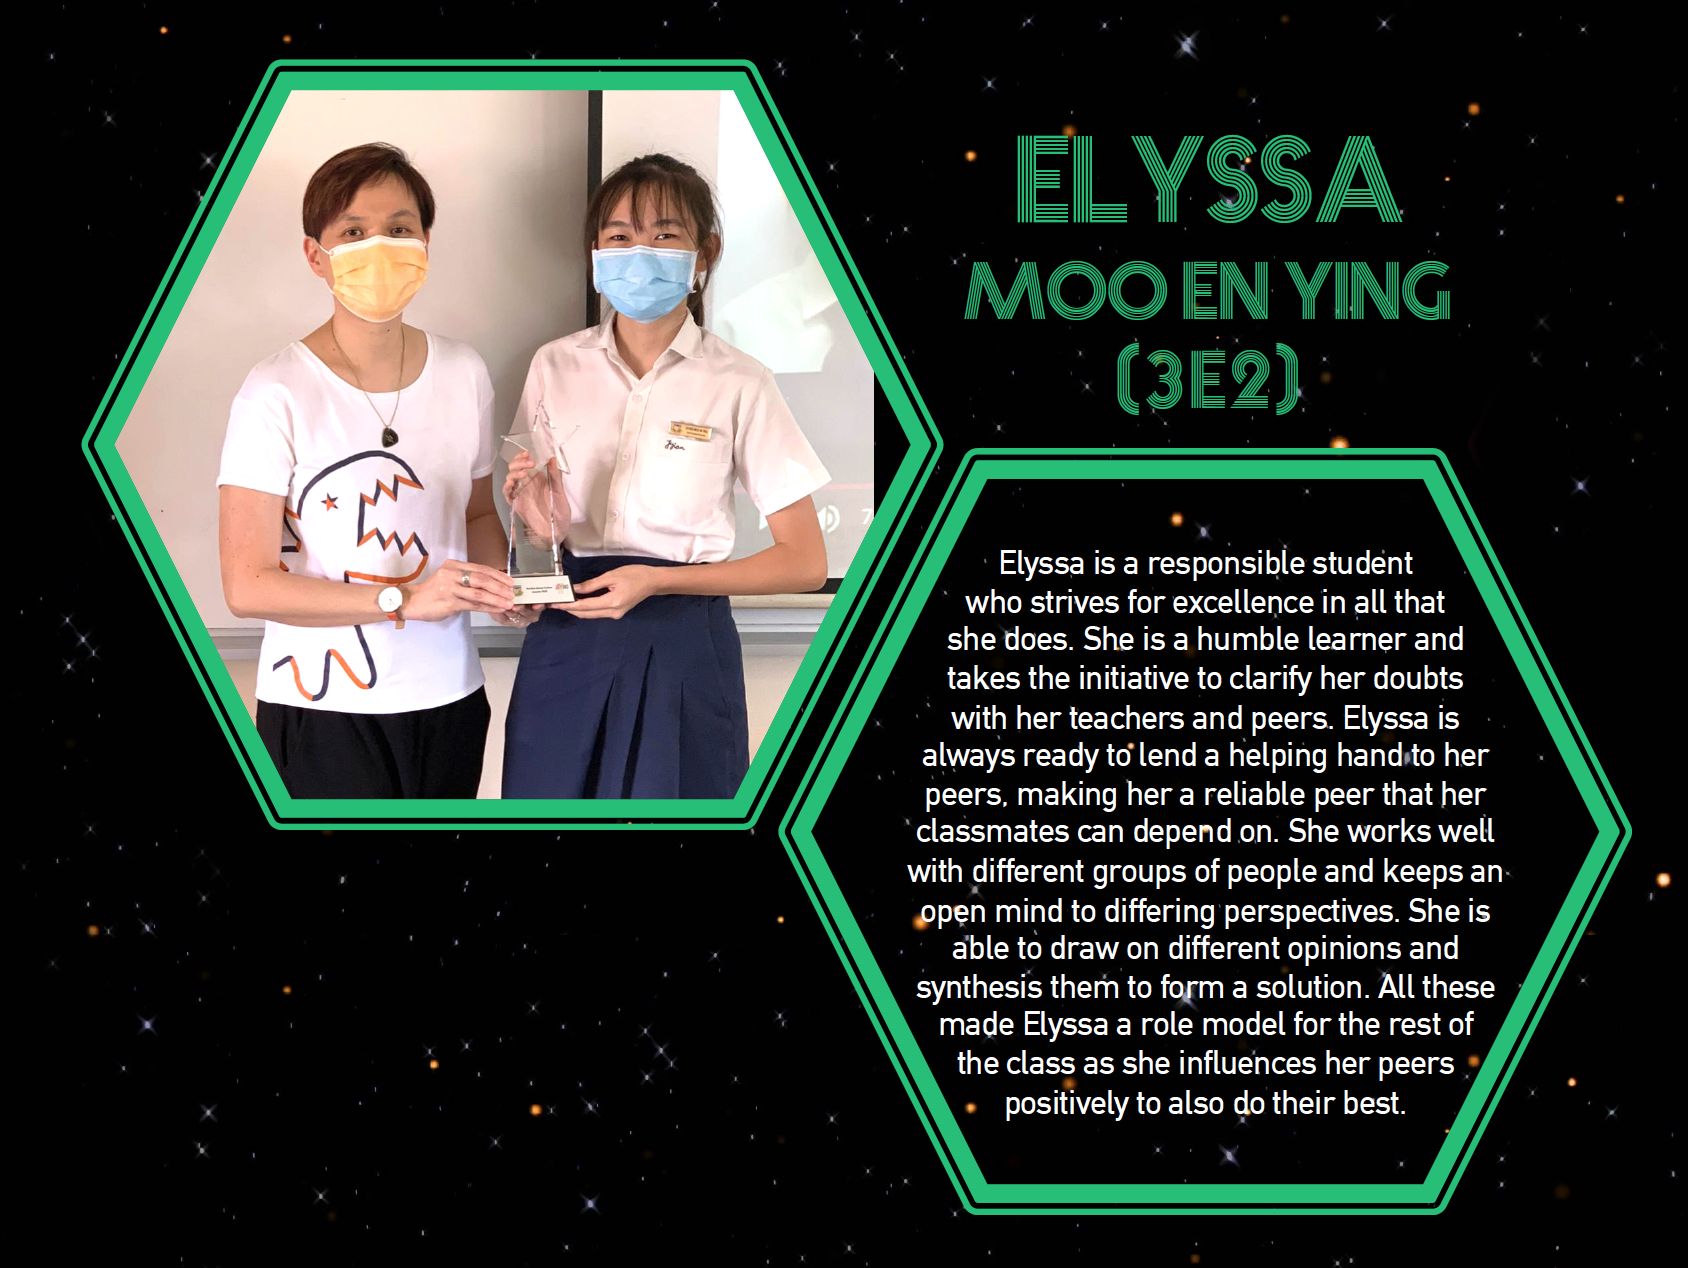 ELYSSA
MOO EN YING
(3E2)
Elyssa is a responsible student
who strives for excellence in all that
she does. She is a humble learner and
takes the initiative to clarify her doubts
with her teachers and peers. Elyssa is
always ready to lend a helping hand to her
peers, making her a reliable peer that her
classmates can depend on. She works well
with different groups of people and keeps an
open mind to differing perspectives. She is
able to draw on different opinions and
synthesis them to form a solution. All these
made Elyssa a role model for the rest of
the class as she influences her peers
positively to also do their best.